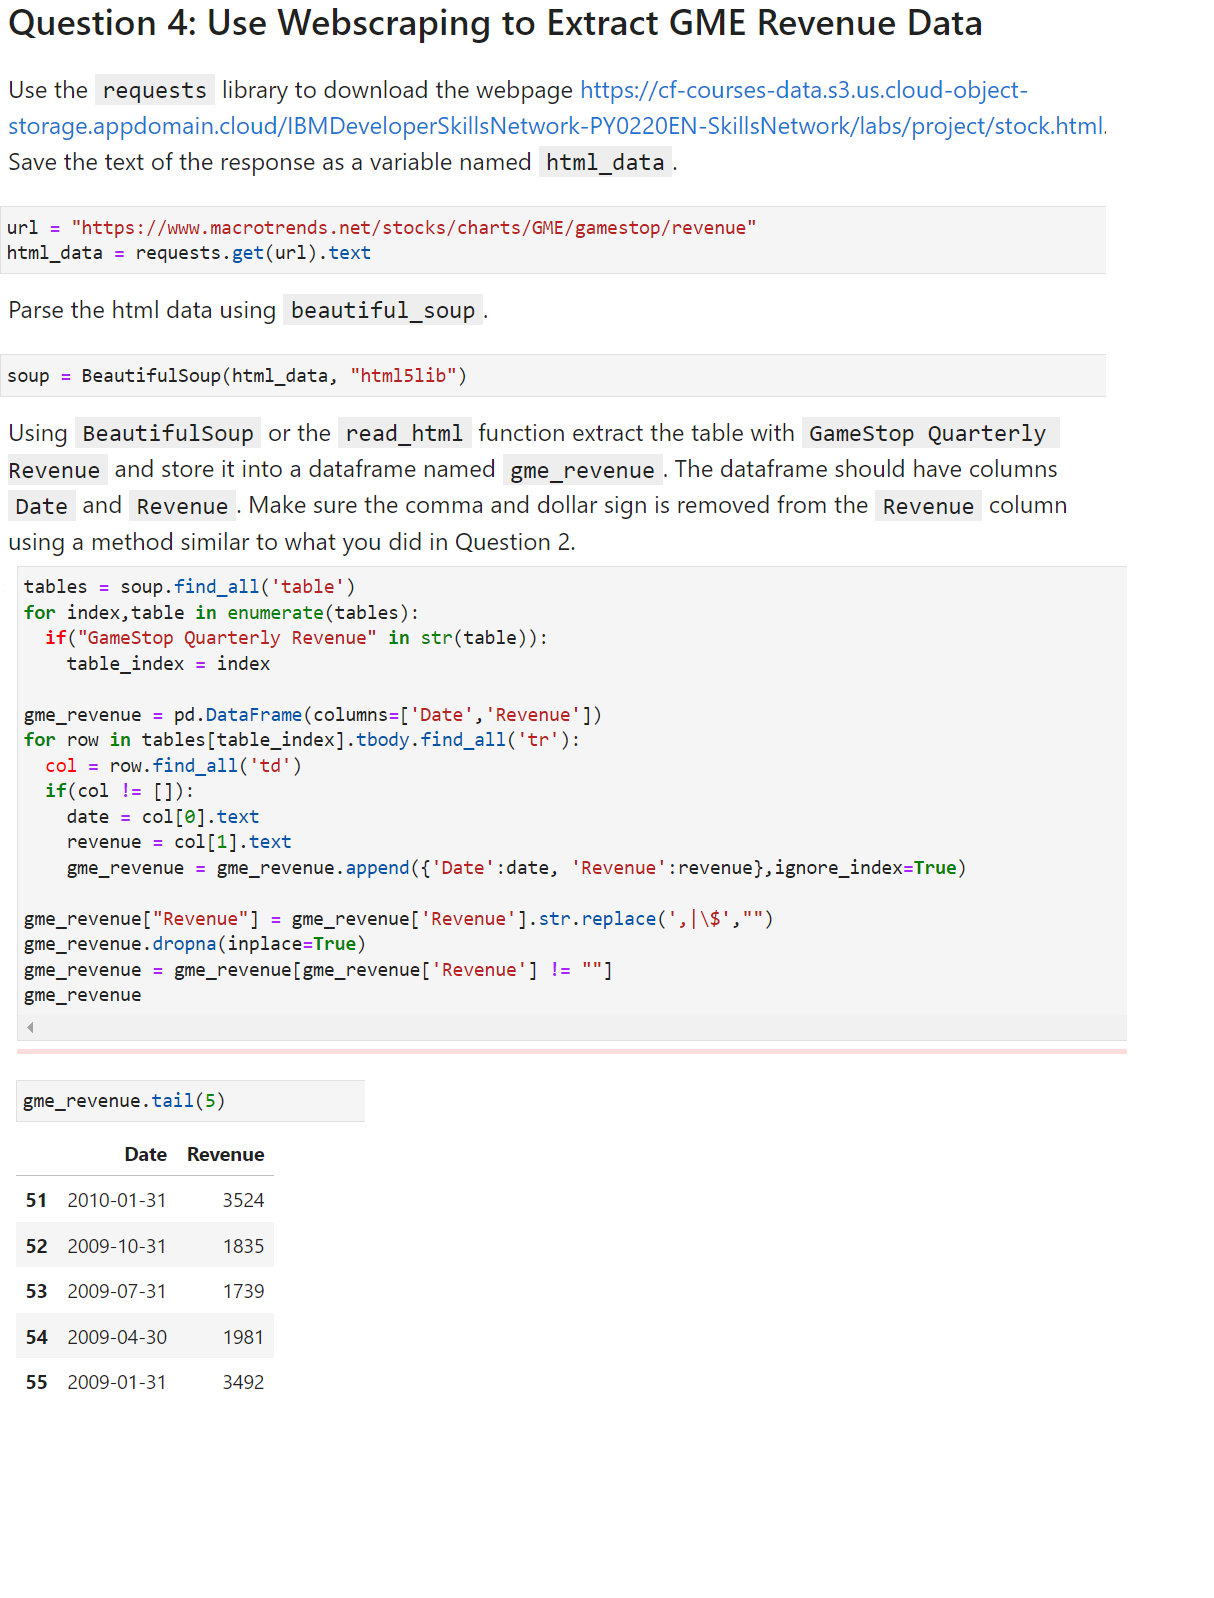 Question 4: Use Webscraping to Extract GME Revenue Data
Use the requests library to download the webpage https://cf-courses-data.s3.us.cloud-object-
storage.appdomain.cloud/IBMDeveloperSkillsNetwork-PY0220EN-SkillsNetwork/labs/project/stock.html.
Save the text of the response as a variable named html_data.
url = "https://www.macrotrends.net/stocks/charts/GME/gamestop/revenue"
html_data = requests.get(url).text
Parse the html data using beautiful_soup.
soup = BeautifulSoup(html_data, "html5lib")
Using BeautifulSoup or the read_html function extract the table with GameStop Quarterly
Revenue and store it into a dataframe named gme_revenue. The dataframe should have columns
Date and Revenue. Make sure the comma and dollar sign is removed from the Revenue column
using a method similar to what you did in Question 2.
tables = soup.find_all('table')
for index,table in enumerate(tables):
  if("GameStop Quarterly Revenue" in str(table)):
    table_index = index
gme_revenue = pd.DataFrame(columns=['Date','Revenue'])
for row in tables[table_index].tbody.find_all('tr'):
  col = row.find_all('td')
  if(col != []):
    date = col[0].text
    revenue = col[1].text
    gme_revenue = gme_revenue.append({'Date':date, 'Revenue':revenue},ignore_index=True)
gme_revenue["Revenue"] = gme_revenue['Revenue'].str.replace(',|\$',"")
gme_revenue.dropna(inplace=True)
gme_revenue = gme_revenue[gme_revenue['Revenue'] != ""]
gme_revenue
gme_revenue.tail(5)
Date Revenue
51 2010-01-31 3524
52 2009-10-31 1835
53 2009-07-31 1739
54 2009-04-30 1981
55 2009-01-31 3492